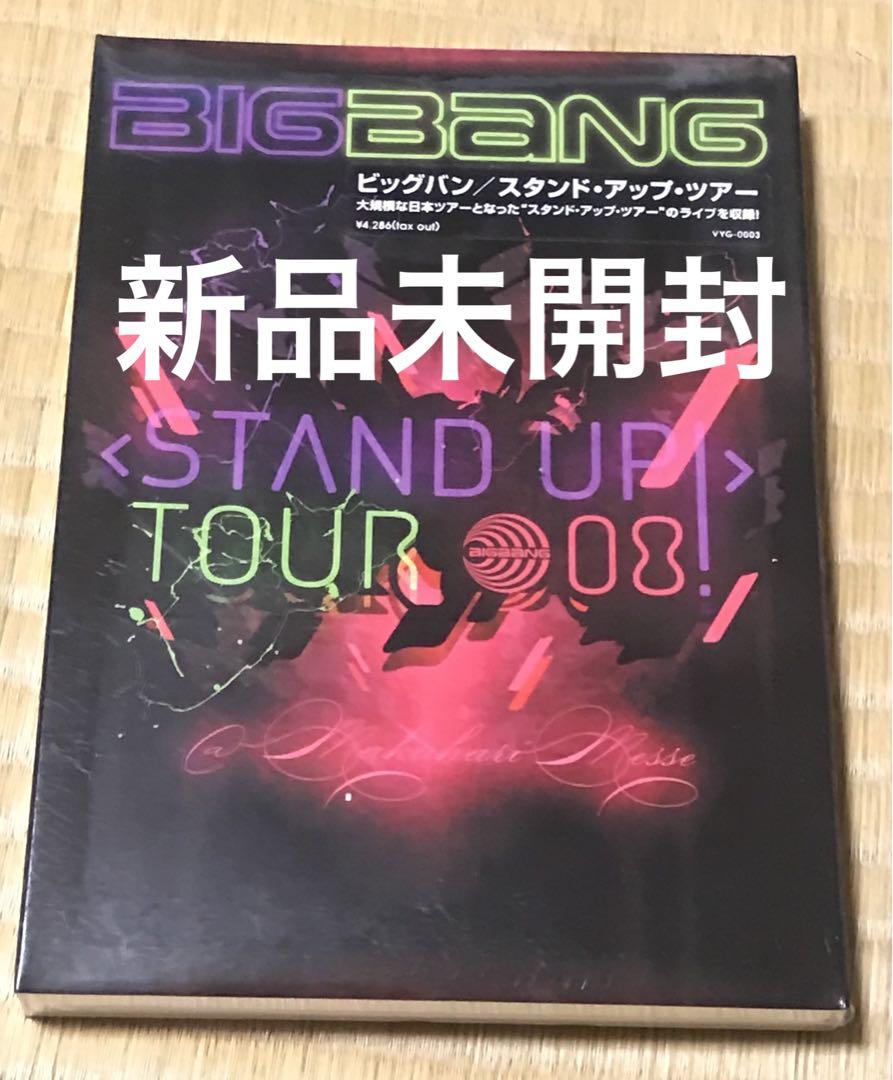 BIGBANG
ビッグバン／スタンド・アップ・ツアー
大規模な日本ツアーとなった"スタンド・アップ・ツアー"のライブを収録!
¥4,286(tax out) VYG-0003
新品未開封
<STAND UP!>
TOUR BIGBANG 08!
@ Makuhari Messe